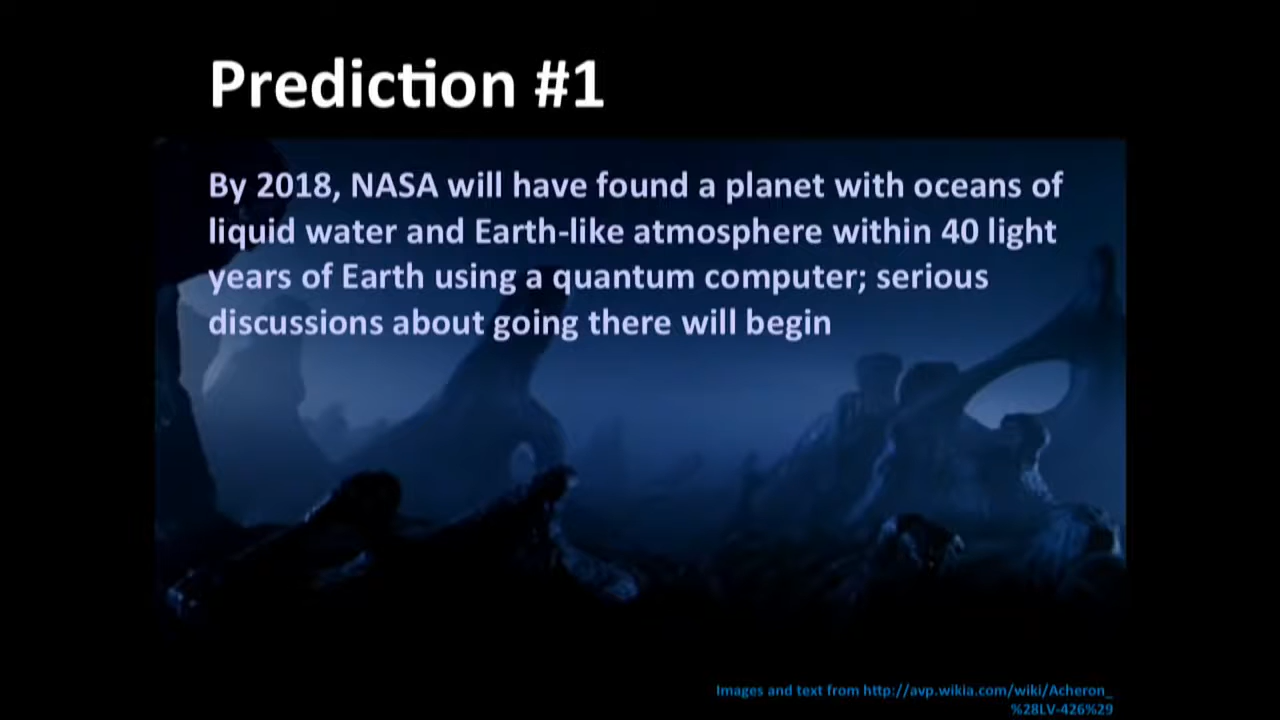 Prediction #1
By 2018, NASA will have found a planet with oceans of
liquid water and Earth-like atmosphere within 40 light
years of Earth using a quantum computer; serious
discussions about going there will begin
Images and text from http://avp.wikia.com/wiki/Acheron_
%28LV-426%29